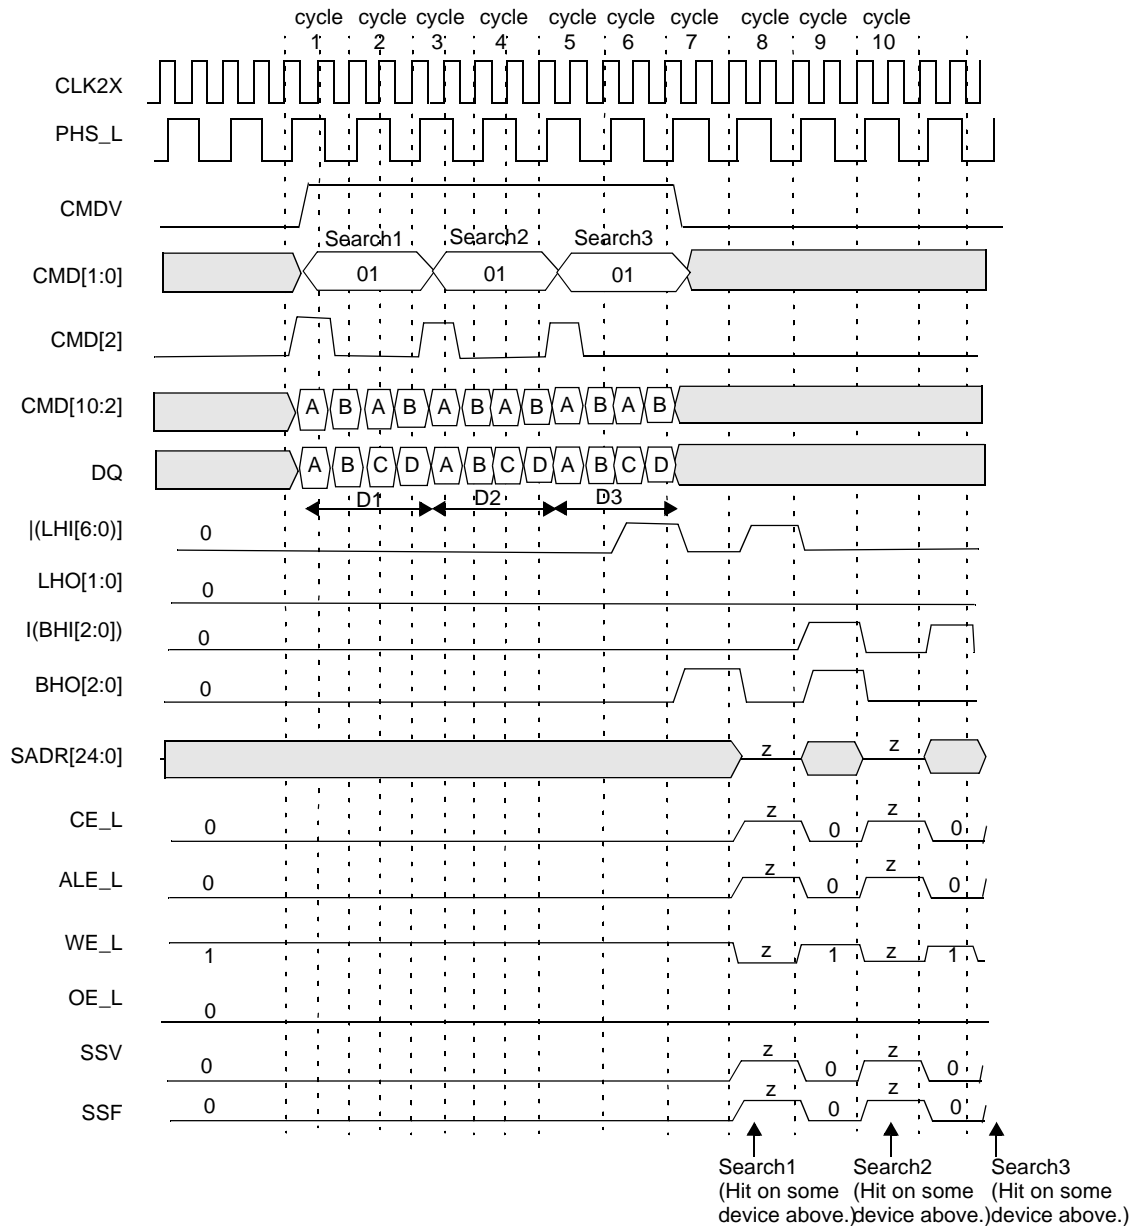 cycle cycle cycle cycle cycle cycle cycle cycle cycle cycle
1 2 3 4 5 6 7 8 9 10
CLK2X
PHS_L
CMDV
Search1 Search2 Search3
CMD[1:0] 01 01 01
CMD[2]
CMD[10:2] A B A B A B A B A B A B
DQ A B C D A B C D A B C D
D1 D2 D3
|(LHI[6:0)] 0
LHO[1:0] 0
I(BHI[2:0]) 0
BHO[2:0] 0
SADR[24:0] z z
CE_L 0 z 0 z 0
ALE_L 0 z 0 z 0
WE_L 1 z 1 z 1
OE_L 0
SSV 0 z 0 z 0
SSF 0 z 0 z 0
Search1 Search2 Search3
(Hit on some (Hit on some (Hit on some
device above.) device above.) device above.)